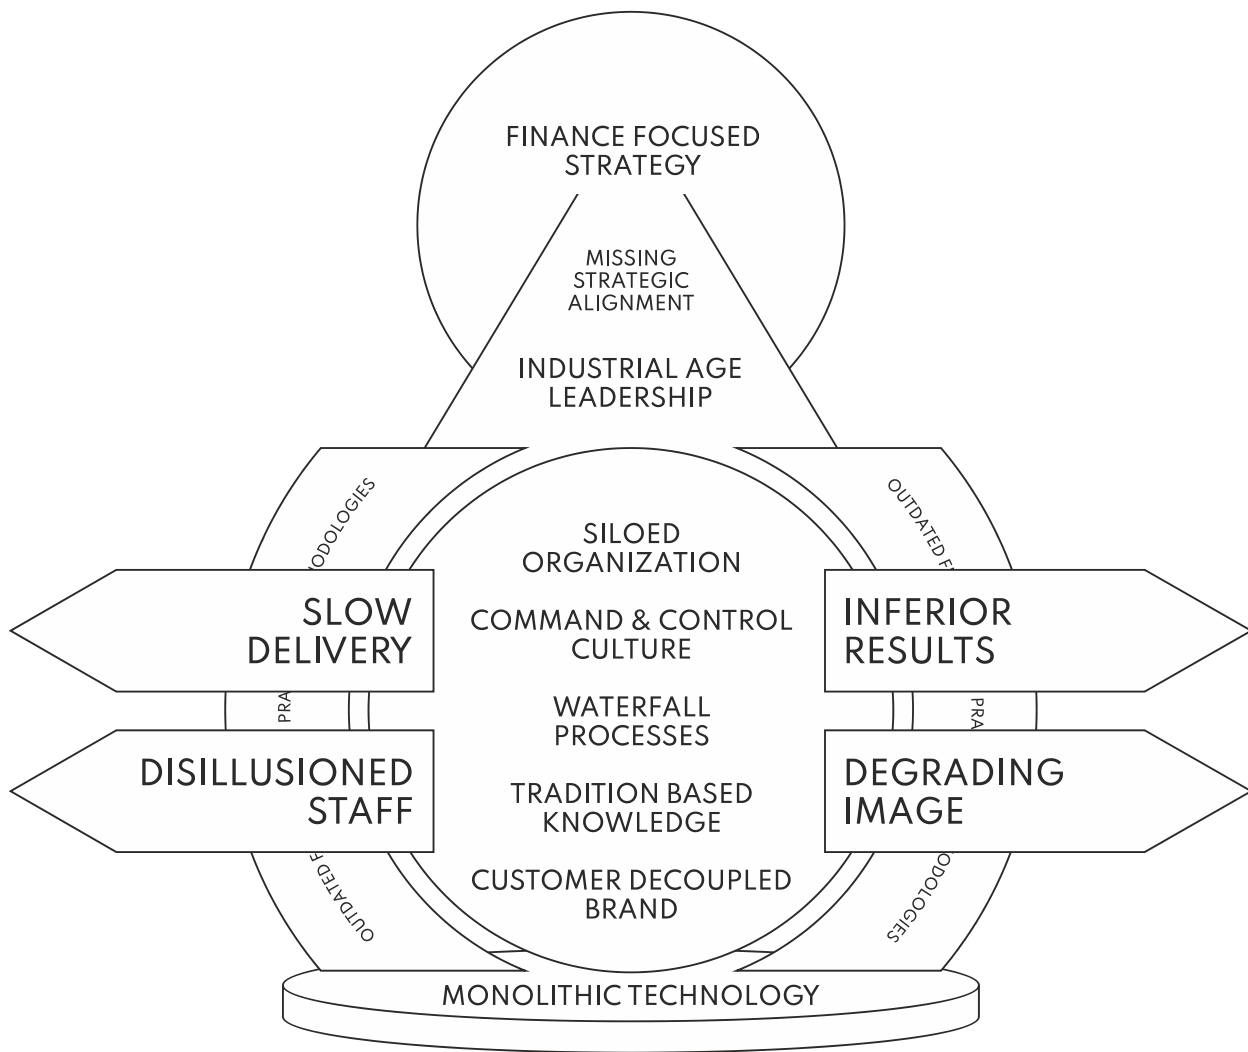 FINANCE FOCUSED
STRATEGY
MISSING
STRATEGIC
ALIGNMENT
INDUSTRIAL AGE
LEADERSHIP
OUTDATED
SILOED
ORGANIZATION
SLOW
DELIVERY
COMMAND & CONTROL
CULTURE
INFERIOR
RESULTS
WATERFALL
PROCESSES
DISILLUSIONED
STAFF
TRADITION BASED
KNOWLEDGE
DEGRADING
IMAGE
OUTDATED
CUSTOMER DECOUPLED
BRAND
MONOLITHIC TECHNOLOGY